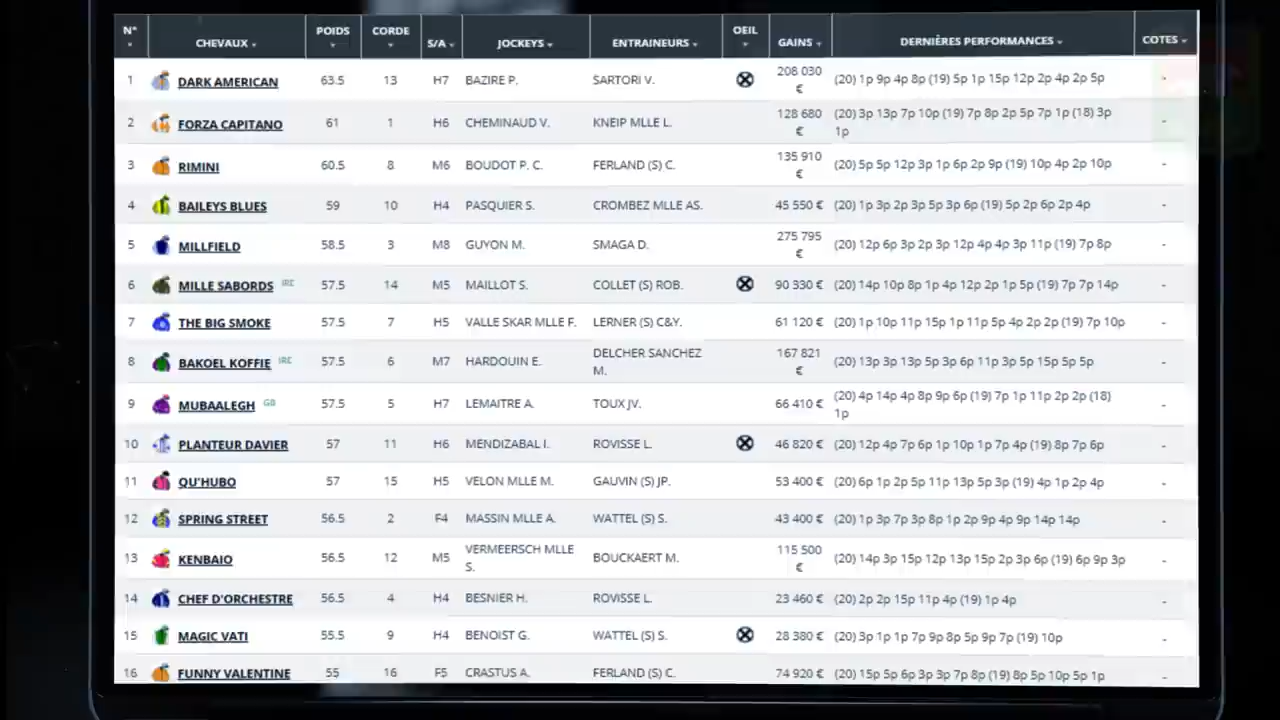 N° CHEVAUX POIDS CORDE S/A JOCKEYS ENTRAINEURS OEIL GAINS DERNIÈRES PERFORMANCES COTES
1 DARK AMERICAN 63.5 13 H7 BAZIRE P. SARTORI V. 208 030 € (20) 1p 9p 4p 8p (19) 5p 1p 15p 12p 2p 4p 2p 5p -
2 FORZA CAPITANO 61 1 H6 CHEMINAUD V. KNEIP MLLE L. 128 680 € (20) 3p 13p 7p 10p (19) 7p 8p 2p 5p 7p 1p (18) 3p 1p -
3 RIMINI 60.5 8 M6 BOUDOT P. C. FERLAND (S) C. 135 910 € (20) 5p 5p 12p 3p 1p 6p 2p 9p (19) 10p 4p 2p 10p -
4 BAILEYS BLUES 59 10 H4 PASQUIER S. CROMBEZ MLLE AS. 45 550 € (20) 1p 3p 2p 3p 5p 3p 6p (19) 5p 2p 6p 2p 4p -
5 MILLFIELD 58.5 3 M8 GUYON M. SMAGA D. 275 795 € (20) 12p 6p 3p 2p 3p 12p 4p 4p 3p 11p (19) 7p 8p -
6 MILLE SABORDS IRE 57.5 14 M5 MAILLOT S. COLLET (S) ROB. 90 330 € (20) 14p 10p 8p 1p 4p 12p 2p 1p 5p (19) 7p 7p 14p -
7 THE BIG SMOKE 57.5 7 H5 VALLE SKAR MLLE F. LERNER (S) C&Y. 61 120 € (20) 1p 10p 11p 15p 1p 11p 5p 4p 2p 2p (19) 7p 10p -
8 BAKOEL KOFFIE IRE 57.5 6 M7 HARDOUIN E. DELCHER SANCHEZ M. 167 821 € (20) 13p 3p 13p 5p 3p 6p 11p 3p 5p 15p 5p 5p -
9 MUBAALEGH GB 57.5 5 H7 LEMAITRE A. TOUX JV. 66 410 € (20) 4p 14p 4p 8p 9p 6p (19) 7p 1p 11p 2p 2p (18) 1p -
10 PLANTEUR DAVIER 57 11 H6 MENDIZABAL I. ROVISSE L. 46 820 € (20) 12p 4p 7p 6p 1p 10p 1p 7p 4p (19) 8p 7p 6p -
11 QU'HUBO 57 15 H5 VELON MLLE M. GAUVIN (S) JP. 53 400 € (20) 6p 1p 2p 5p 11p 13p 5p 3p (19) 4p 1p 2p 4p -
12 SPRING STREET 56.5 2 F4 MASSIN MLLE A. WATTEL (S) S. 43 400 € (20) 1p 3p 7p 3p 8p 1p 2p 9p 4p 9p 14p 14p -
13 KENBAIO 56.5 12 M5 VERMEERSCH MLLE S. BOUCKAERT M. 115 500 € (20) 14p 3p 15p 12p 13p 15p 2p 3p 6p (19) 6p 9p 3p -
14 CHEF D'ORCHESTRE 56.5 4 H4 BESNIER H. ROVISSE L. 23 460 € (20) 2p 2p 15p 11p 4p (19) 1p 4p -
15 MAGIC VATI 55.5 9 H4 BENOIST G. WATTEL (S) S. 28 380 € (20) 3p 1p 1p 7p 9p 8p 5p 9p 7p (19) 10p -
16 FUNNY VALENTINE 55 16 F5 CRASTUS A. FERLAND (S) C. 74 920 € (20) 15p 5p 6p 3p 3p 7p 8p (19) 8p 5p 10p 5p 1p -